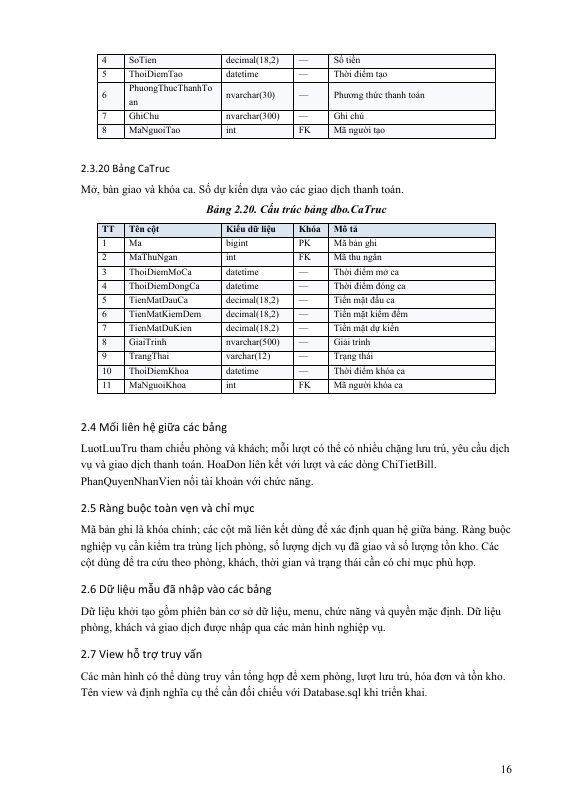 4 SoTien decimal(18,2) — Số tiền
5 ThoiDiemTao datetime — Thời điểm tạo
6 PhuongThucThanhTo
an nvarchar(30) — Phương thức thanh toán
7 GhiChu nvarchar(300) — Ghi chú
8 MaNguoiTao int FK Mã người tạo
2.3.20 Bảng CaTruc
Mở, bàn giao và khóa ca. Số dự kiến dựa vào các giao dịch thanh toán.
Bảng 2.20. Cấu trúc bảng dbo.CaTruc
TT Tên cột Kiểu dữ liệu Khóa Mô tả
1 Ma bigint PK Mã bản ghi
2 MaThuNgan int FK Mã thu ngân
3 ThoiDiemMoCa datetime — Thời điểm mở ca
4 ThoiDiemDongCa datetime — Thời điểm đóng ca
5 TienMatDauCa decimal(18,2) — Tiền mặt đầu ca
6 TienMatKiemDem decimal(18,2) — Tiền mặt kiểm đếm
7 TienMatDuKien decimal(18,2) — Tiền mặt dự kiến
8 GiaiTrinh nvarchar(500) — Giải trình
9 TrangThai varchar(12) — Trạng thái
10 ThoiDiemKhoa datetime — Thời điểm khóa ca
11 MaNguoiKhoa int FK Mã người khóa ca
2.4 Mối liên hệ giữa các bảng
LuotLuuTru tham chiếu phòng và khách; mỗi lượt có thể có nhiều chặng lưu trú, yêu cầu dịch
vụ và giao dịch thanh toán. HoaDon liên kết với lượt và các dòng ChiTietBill.
PhanQuyenNhanVien nối tài khoản với chức năng.
2.5 Ràng buộc toàn vẹn và chỉ mục
Mã bản ghi là khóa chính; các cột mã liên kết dùng để xác định quan hệ giữa bảng. Ràng buộc
nghiệp vụ cần kiểm tra trùng lịch phòng, số lượng dịch vụ đã giao và số lượng tồn kho. Các
cột dùng để tra cứu theo phòng, khách, thời gian và trạng thái cần có chỉ mục phù hợp.
2.6 Dữ liệu mẫu đã nhập vào các bảng
Dữ liệu khởi tạo gồm phiên bản cơ sở dữ liệu, menu, chức năng và quyền mặc định. Dữ liệu
phòng, khách và giao dịch được nhập qua các màn hình nghiệp vụ.
2.7 View hỗ trợ truy vấn
Các màn hình có thể dùng truy vấn tổng hợp để xem phòng, lượt lưu trú, hóa đơn và tồn kho.
Tên view và định nghĩa cụ thể cần đối chiếu với Database.sql khi triển khai.
16